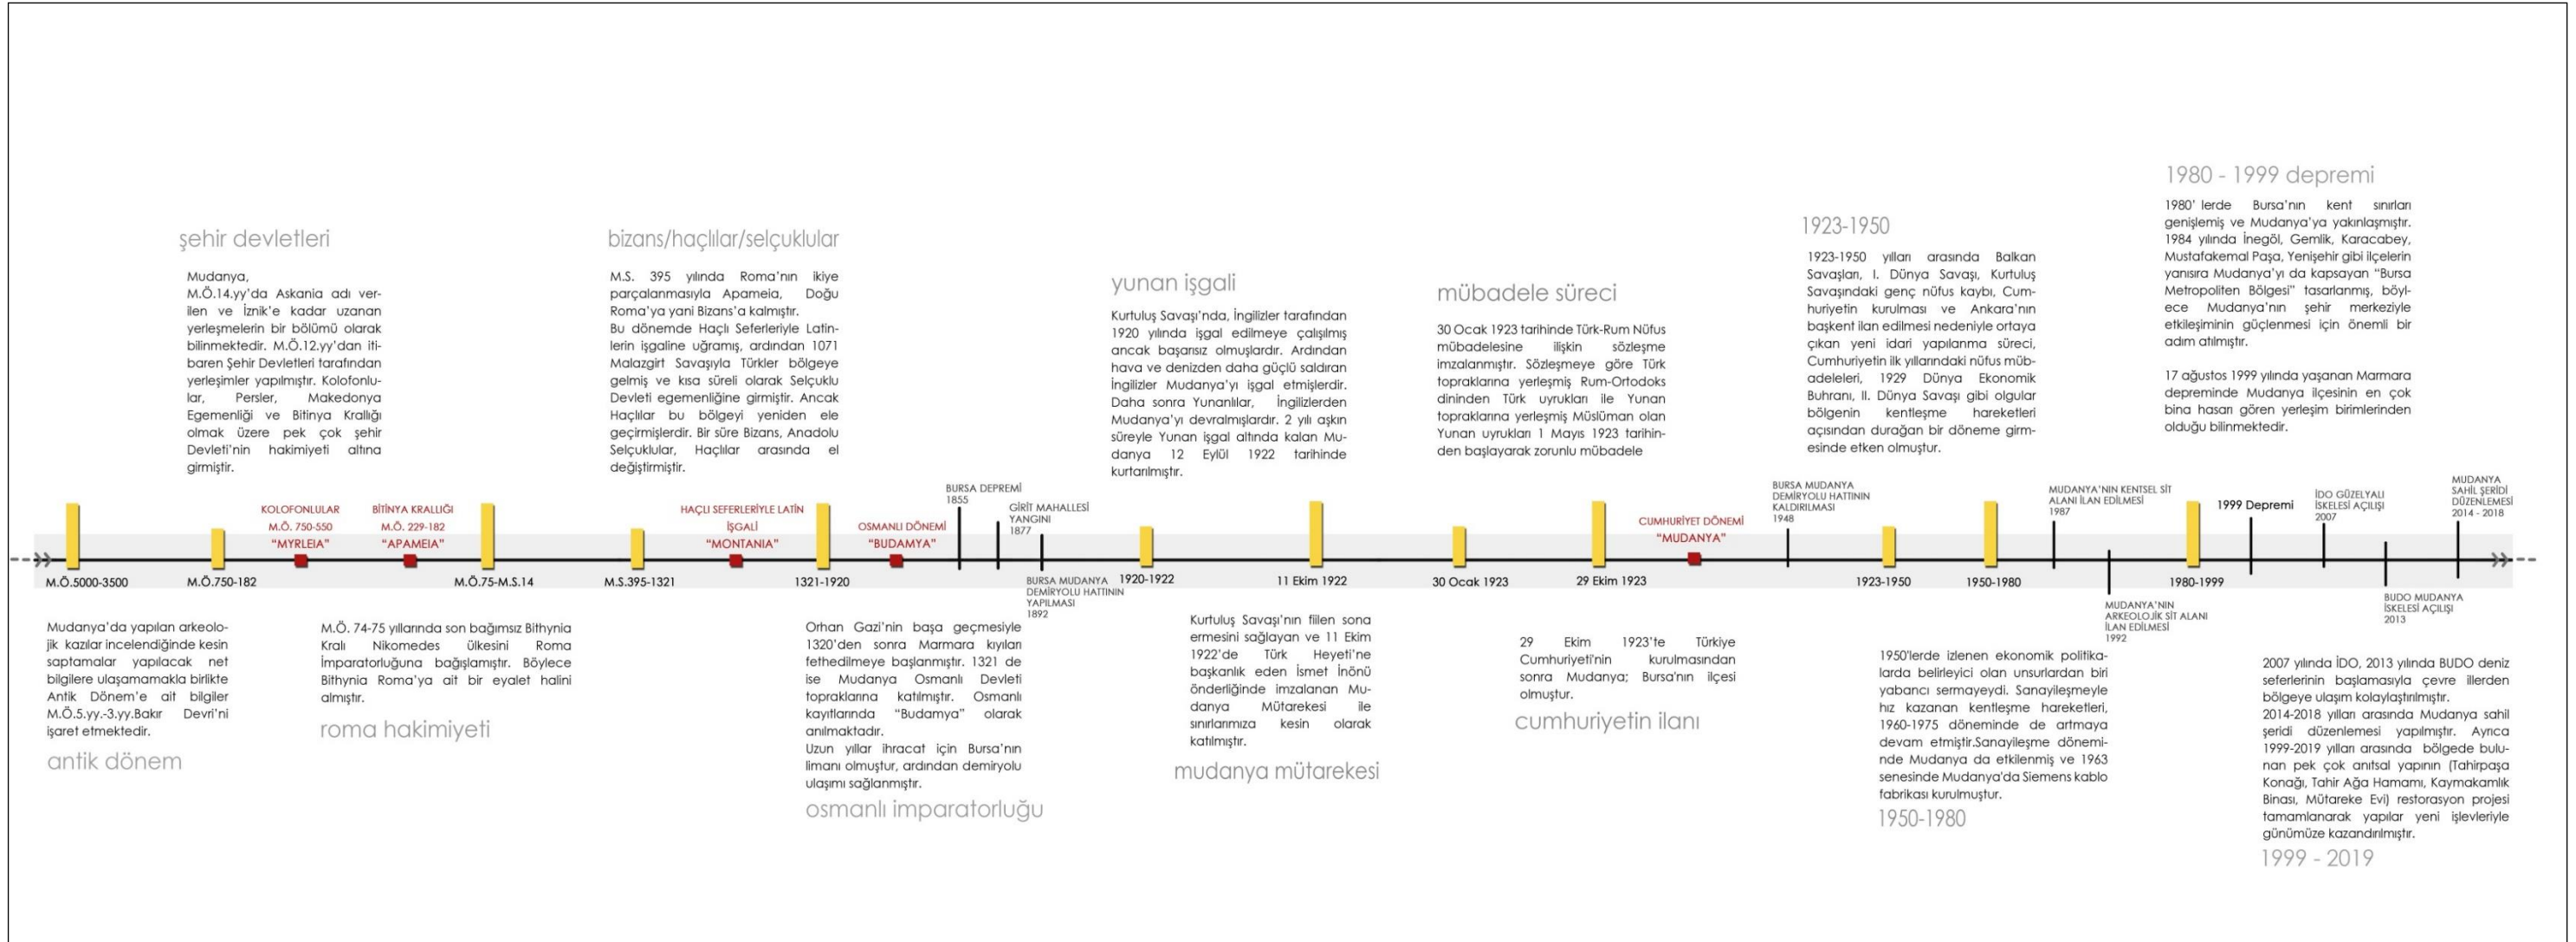 şehir devletleri
Mudanya,
M.Ö.14.yy'da Askania adı ver-
ilen ve İznik'e kadar uzanan
yerleşmelerin bir bölümü olarak
bilinmektedir. M.Ö.12.yy'dan iti-
baren Şehir Devletleri tarafından
yerleşimler yapılmıştır. Kolofonlu-
lar, Persler, Makedonya
Egemenliği ve Bitinya Krallığı
olmak üzere pek çok şehir
Devleti'nin hakimiyeti altına
girmiştir.
bizans/haçlılar/selçuklular
M.S. 395 yılında Roma'nın ikiye
parçalanmasıyla Apameia, Doğu
Roma'ya yani Bizans'a kalmıştır.
Bu dönemde Haçlı Seferleriyle Latin-
lerin işgaline uğramış, ardından 1071
Malazgirt Savaşıyla Türkler bölgeye
gelmiş ve kısa süreli olarak Selçuklu
Devleti egemenliğine girmiştir. Ancak
Haçlılar bu bölgeyi yeniden ele
geçirmişlerdir. Bir süre Bizans, Anadolu
Selçuklular, Haçlılar arasında el
değiştirmiştir.
yunan işgali
Kurtuluş Savaşı'nda, İngilizler tarafından
1920 yılında işgal edilmeye çalışılmış
ancak başarısız olmuşlardır. Ardından
hava ve denizden daha güçlü saldıran
İngilizler Mudanya'yı işgal etmişlerdir.
Daha sonra Yunanlılar, İngilizlerden
Mudanya'yı devralmışlardır. 2 yılı aşkın
süreyle Yunan işgal altında kalan Mu-
danya 12 Eylül 1922 tarihinde
kurtarılmıştır.
mübadele süreci
30 Ocak 1923 tarihinde Türk-Rum Nüfus
mübadelesine ilişkin sözleşme
imzalanmıştır. Sözleşmeye göre Türk
topraklarına yerleşmiş Rum-Ortodoks
dininden Türk uyrukları ile Yunan
topraklarına yerleşmiş Müslüman olan
Yunan uyrukları 1 Mayıs 1923 tarihin-
den başlayarak zorunlu mübadele
1923-1950
1923-1950 yılları arasında Balkan
Savaşları, I. Dünya Savaşı, Kurtuluş
Savaşındaki genç nüfus kaybı, Cum-
huriyetin kurulması ve Ankara'nın
başkent ilan edilmesi nedeniyle ortaya
çıkan yeni idari yapılanma süreci,
Cumhuriyetin ilk yıllarındaki nüfus müb-
adeleleri, 1929 Dünya Ekonomik
Buhranı, II. Dünya Savaşı gibi olgular
bölgenin kentleşme hareketleri
açısından durağan bir döneme girm-
esinde etken olmuştur.
1980 - 1999 depremi
1980' lerde Bursa'nın kent sınırları
genişlemiş ve Mudanya'ya yakınlaşmıştır.
1984 yılında İnegöl, Gemlik, Karacabey,
Mustafakemal Paşa, Yenişehir gibi ilçelerin
yanısıra Mudanya'yı da kapsayan "Bursa
Metropoliten Bölgesi" tasarlanmış, böyl-
ece Mudanya'nın şehir merkeziyle
etkileşiminin güçlenmesi için önemli bir
adım atılmıştır.
17 ağustos 1999 yılında yaşanan Marmara
depreminde Mudanya ilçesinin en çok
bina hasarı gören yerleşim birimlerinden
olduğu bilinmektedir.
KOLOFONLULAR
M.Ö. 750-550
"MYRLEIA"
BİTİNYA KRALLIĞI
M.Ö. 229-182
"APAMEIA"
HAÇLI SEFERLERİYLE LATİN
İŞGALİ
"MONTANIA"
OSMANLI DÖNEMİ
"BUDAMYA"
BURSA DEPREMİ
1855
GİRİT MAHALLESİ
YANGINI
1877
CUMHURİYET DÖNEMİ
"MUDANYA"
BURSA MUDANYA
DEMİRYOLU HATTININ
KALDIRILMASI
1948
MUDANYA'NIN KENTSEL SİT
ALANI İLAN EDİLMESİ
1987
1999 Depremi
İDO GÜZELYALI
İSKELESİ AÇILIŞI
2007
MUDANYA
SAHİL ŞERİDİ
DÜZENLEMESİ
2014 - 2018
M.Ö.5000-3500
M.Ö.750-182
M.Ö.75-M.S.14
M.S.395-1321
1321-1920
BURSA MUDANYA
DEMİRYOLU HATTININ
YAPILMASI
1892
1920-1922
11 Ekim 1922
30 Ocak 1923
29 Ekim 1923
1923-1950
1950-1980
MUDANYA'NIN
ARKEOLOJİK SİT ALANI
İLAN EDİLMESİ
1992
1980-1999
BUDO MUDANYA
İSKELESİ AÇILIŞI
2013
Mudanya'da yapılan arkeolo-
jik kazılar incelendiğinde kesin
saptamalar yapılacak net
bilgilere ulaşamamakla birlikte
Antik Dönem'e ait bilgiler
M.Ö.5.yy.-3.yy.Bakır Devri'ni
işaret etmektedir.
antik dönem
M.Ö. 74-75 yıllarında son bağımsız Bithynia
Kralı Nikomedes ülkesini Roma
İmparatorluğuna bağışlamıştır. Böylece
Bithynia Roma'ya ait bir eyalet halini
almıştır.
roma hakimiyeti
Orhan Gazi'nin başa geçmesiyle
1320'den sonra Marmara kıyıları
fethedilmeye başlanmıştır. 1321 de
ise Mudanya Osmanlı Devleti
topraklarına katılmıştır. Osmanlı
kayıtlarında "Budamya" olarak
anılmaktadır.
Uzun yıllar ihracat için Bursa'nın
limanı olmuştur, ardından demiryolu
ulaşımı sağlanmıştır.
osmanlı imparatorluğu
Kurtuluş Savaşı'nın fiilen sona
ermesini sağlayan ve 11 Ekim
1922'de Türk Heyeti'ne
başkanlık eden İsmet İnönü
önderliğinde imzalanan Mu-
danya Mütarekesi ile
sınırlarımıza kesin olarak
katılmıştır.
mudanya mütarekesi
29 Ekim 1923'te Türkiye
Cumhuriyeti'nin kurulmasından
sonra Mudanya; Bursa'nın ilçesi
olmuştur.
cumhuriyetin ilanı
1950'lerde izlenen ekonomik politika-
larda belirleyici olan unsurlardan biri
yabancı sermayeydi. Sanayileşmeyle
hız kazanan kentleşme hareketleri,
1960-1975 döneminde de artmaya
devam etmiştir.Sanayileşme dönemi-
nde Mudanya da etkilenmiş ve 1963
senesinde Mudanya'da Siemens kablo
fabrikası kurulmuştur.
1950-1980
2007 yılında İDO, 2013 yılında BUDO deniz
seferlerinin başlamasıyla çevre illerden
bölgeye ulaşım kolaylaştırılmıştır.
2014-2018 yılları arasında Mudanya sahil
şeridi düzenlemesi yapılmıştır. Ayrıca
1999-2019 yılları arasında bölgede bulu-
nan pek çok anıtsal yapının (Tahirpaşa
Konağı, Tahir Ağa Hamamı, Kaymakamlık
Binası, Mütareke Evi) restorasyon projesi
tamamlanarak yapılar yeni işlevleriyle
günümüze kazandırılmıştır.
1999 - 2019